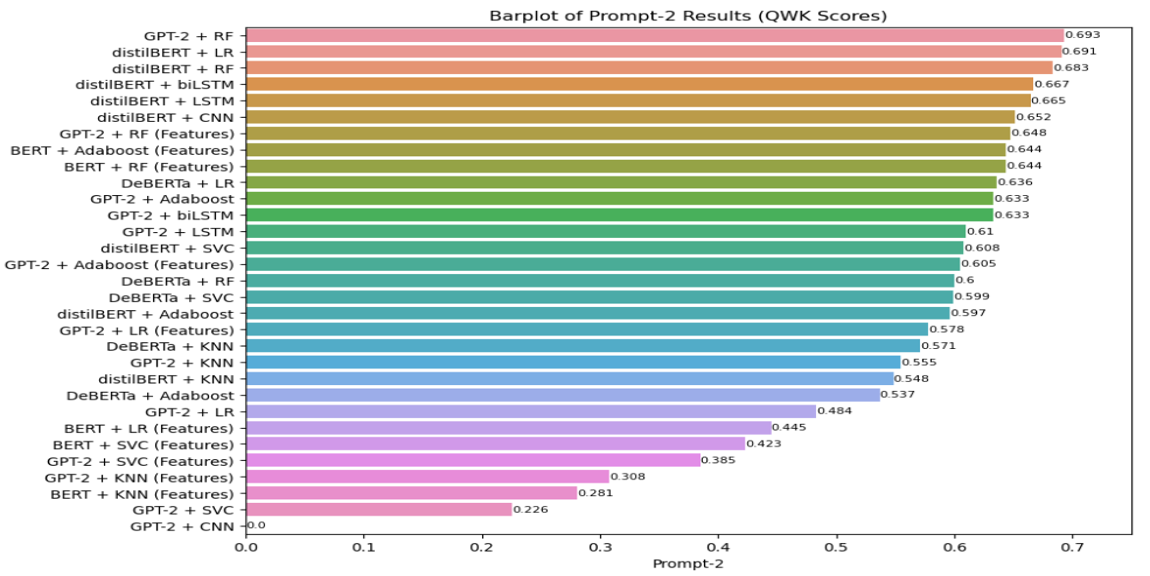 Barplot of Prompt-2 Results (QWK Scores)
GPT-2 + RF 0.693
distilBERT + LR 0.691
distilBERT + RF 0.683
distilBERT + biLSTM 0.667
distilBERT + LSTM 0.665
distilBERT + CNN 0.652
GPT-2 + RF (Features) 0.648
BERT + Adaboost (Features) 0.644
BERT + RF (Features) 0.644
DeBERTa + LR 0.636
GPT-2 + Adaboost 0.633
GPT-2 + biLSTM 0.633
GPT-2 + LSTM 0.61
distilBERT + SVC 0.608
GPT-2 + Adaboost (Features) 0.605
DeBERTa + RF 0.6
DeBERTa + SVC 0.599
distilBERT + Adaboost 0.597
GPT-2 + LR (Features) 0.578
DeBERTa + KNN 0.571
GPT-2 + KNN 0.555
distilBERT + KNN 0.548
DeBERTa + Adaboost 0.537
GPT-2 + LR 0.484
BERT + LR (Features) 0.445
BERT + SVC (Features) 0.423
GPT-2 + SVC (Features) 0.385
GPT-2 + KNN (Features) 0.308
BERT + KNN (Features) 0.281
GPT-2 + SVC 0.226
GPT-2 + CNN 0.0
0.0 0.1 0.2 0.3 0.4 0.5 0.6 0.7
Prompt-2